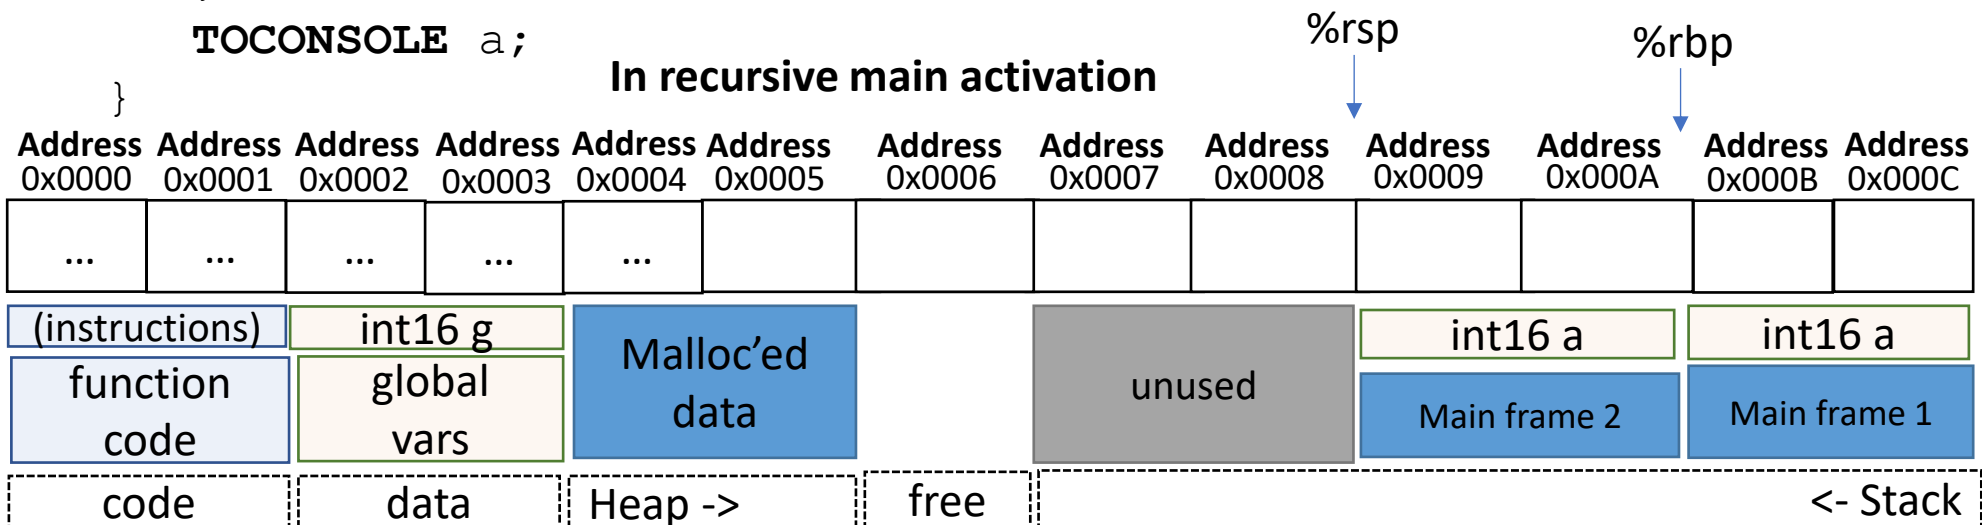 TOCONSOLE a;
}
In recursive main activation
%rsp
%rbp
Address Address Address Address Address Address Address Address Address Address Address Address Address
0x0000 0x0001 0x0002 0x0003 0x0004 0x0005 0x0006 0x0007 0x0008 0x0009 0x000A 0x000B 0x000C
... ... ... ... ...
(instructions) int16 g int16 a int16 a
function code
global vars
Malloc'ed data
unused
Main frame 2
Main frame 1
code data Heap -> free <- Stack